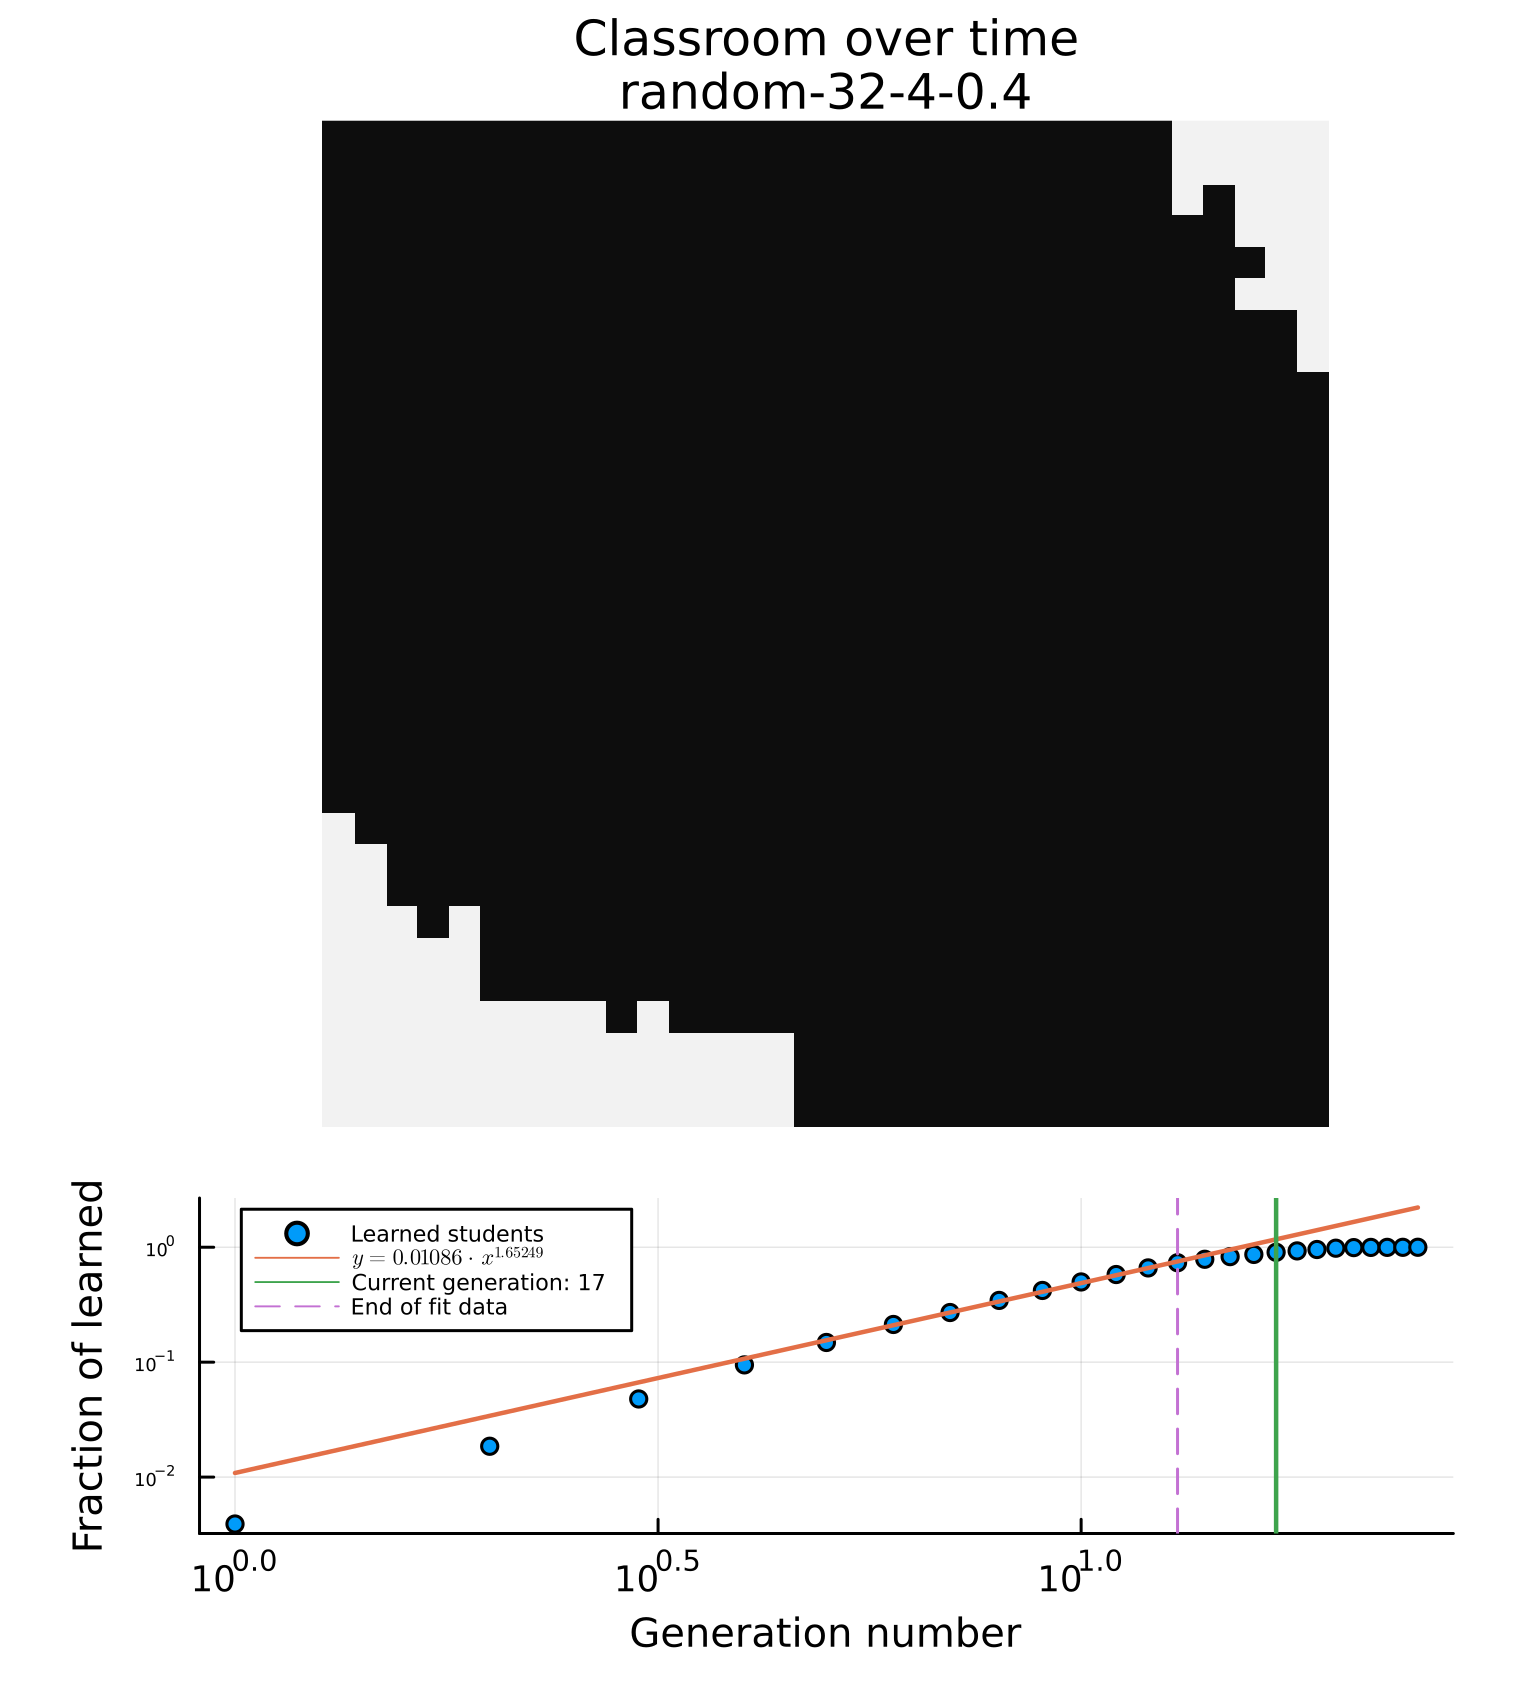 Classroom over time
random-32-4-0.4
Fraction of learned
10⁰
10⁻¹
10⁻²
Learned students
y = 0.01086 · x^1.65249
Current generation: 17
End of fit data
10^0.0
10^0.5
10^1.0
Generation number